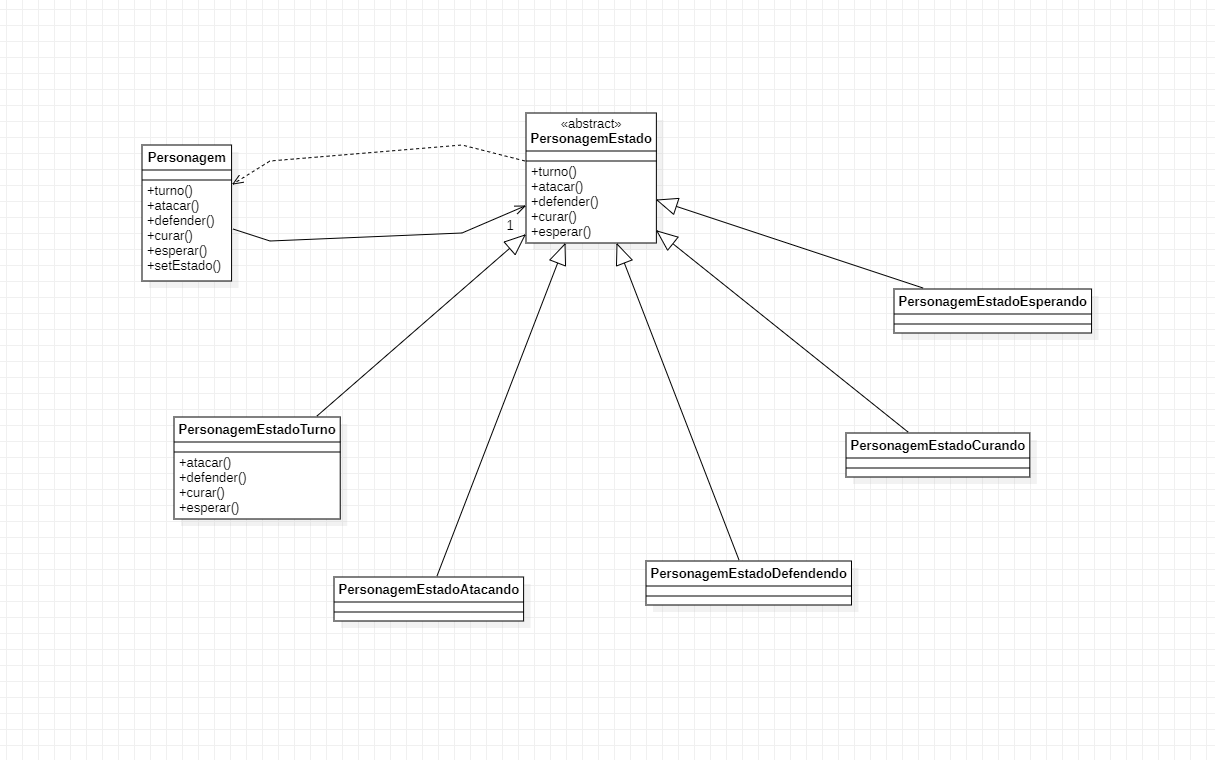 «abstract»
PersonagemEstado
+turno()
+atacar()
+defender()
+curar()
+esperar()
Personagem
+turno()
+atacar()
+defender()
+curar()
+esperar()
+setEstado()
1
PersonagemEstadoEsperando
PersonagemEstadoTurno
+atacar()
+defender()
+curar()
+esperar()
PersonagemEstadoCurando
PersonagemEstadoDefendendo
PersonagemEstadoAtacando